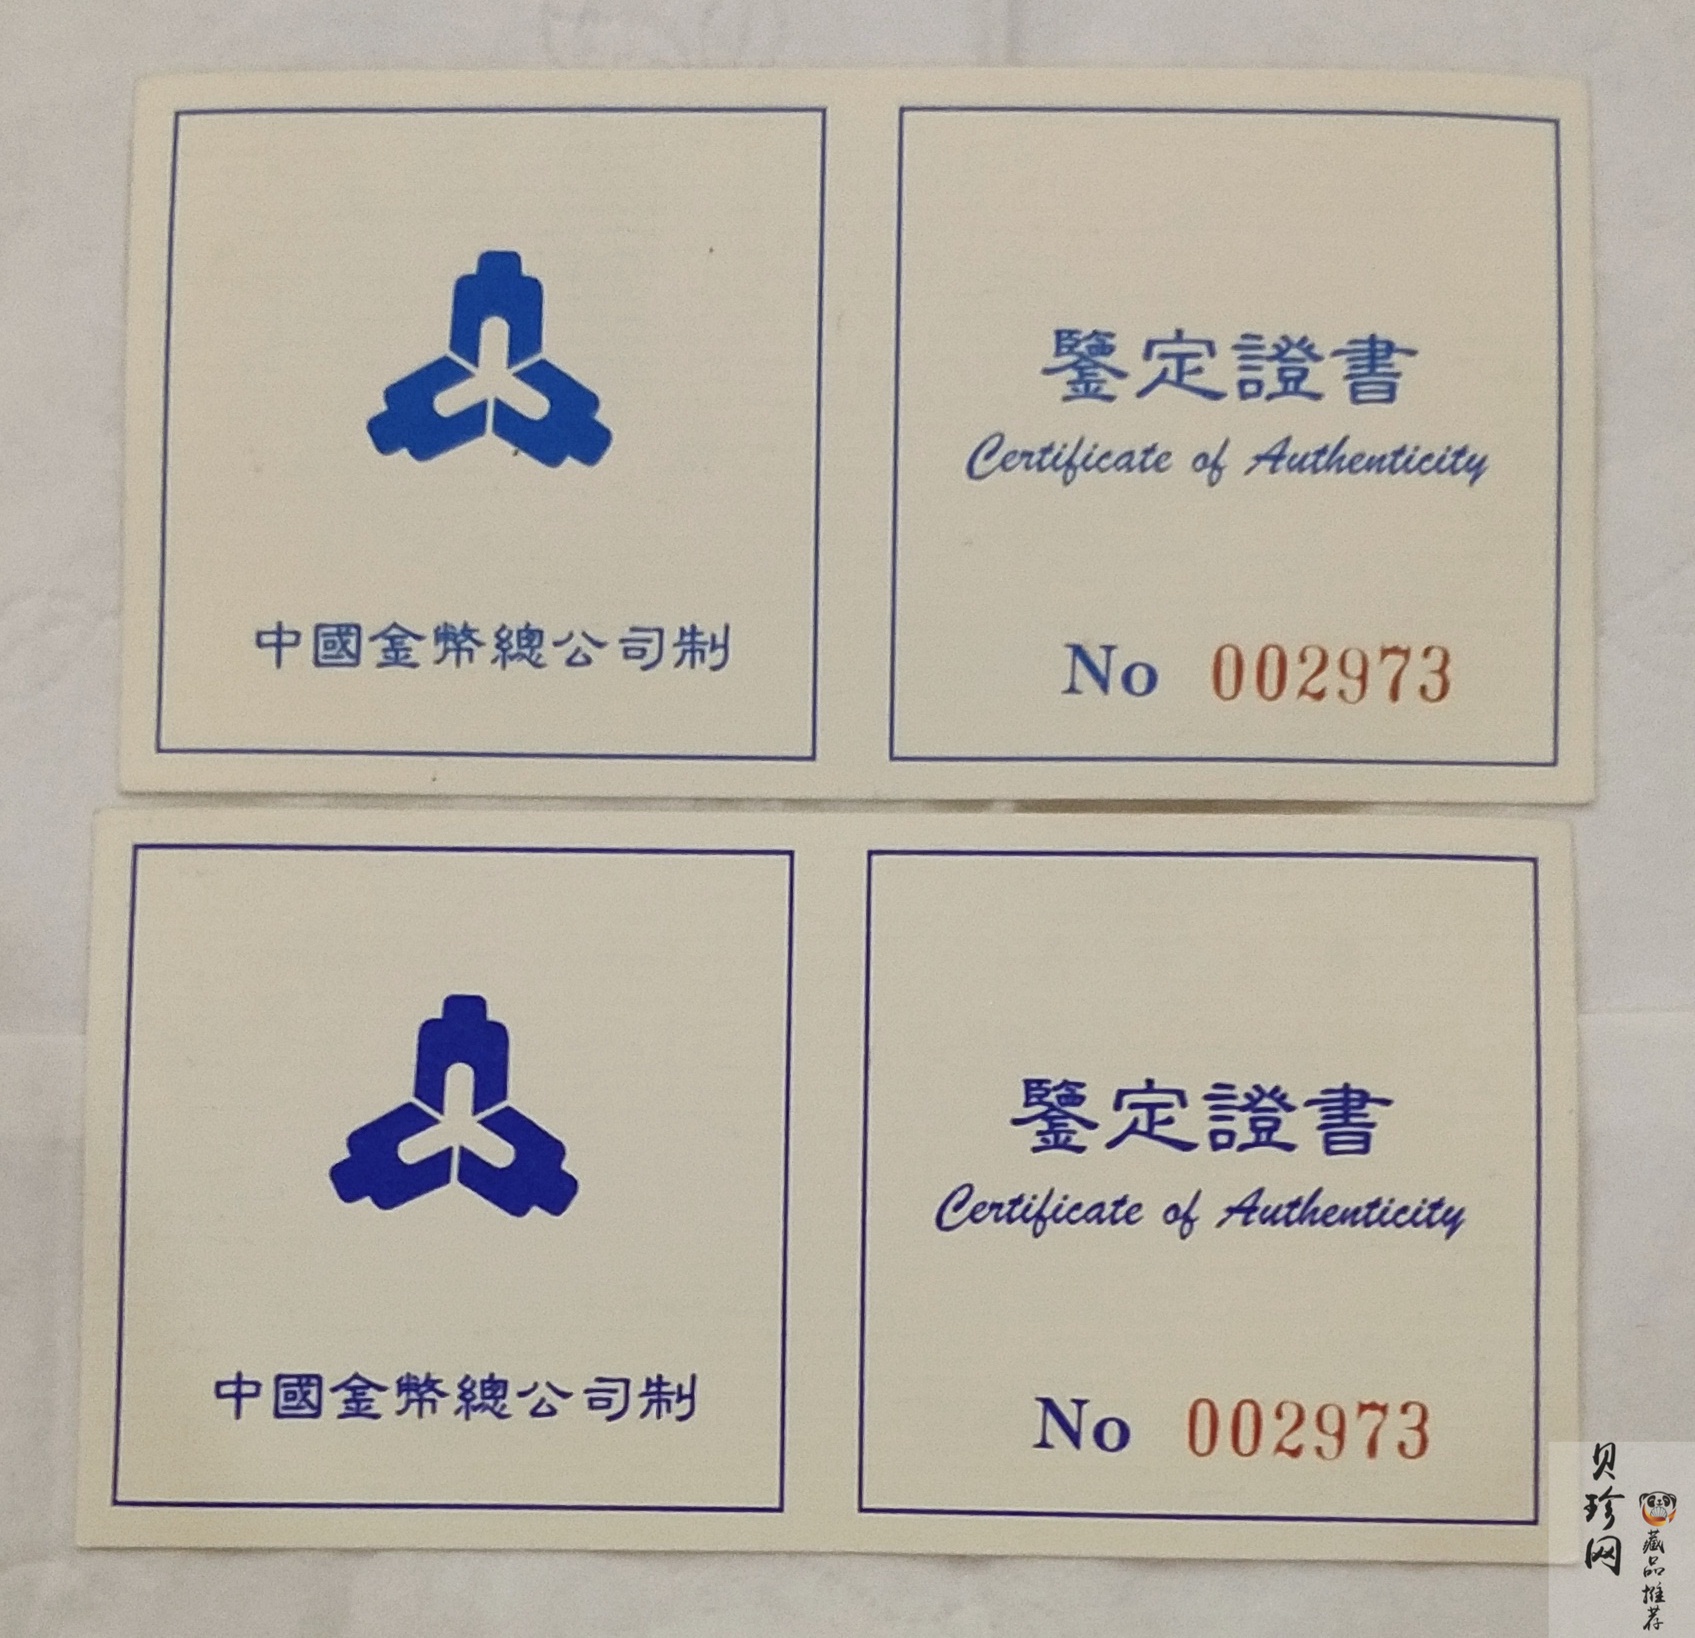 中國金幣總公司制
鑒定證書
Certificate of Authenticity
No 002973
中國金幣總公司制
鑒定證書
Certificate of Authenticity
No 002973
贝珍网
藏品推荐